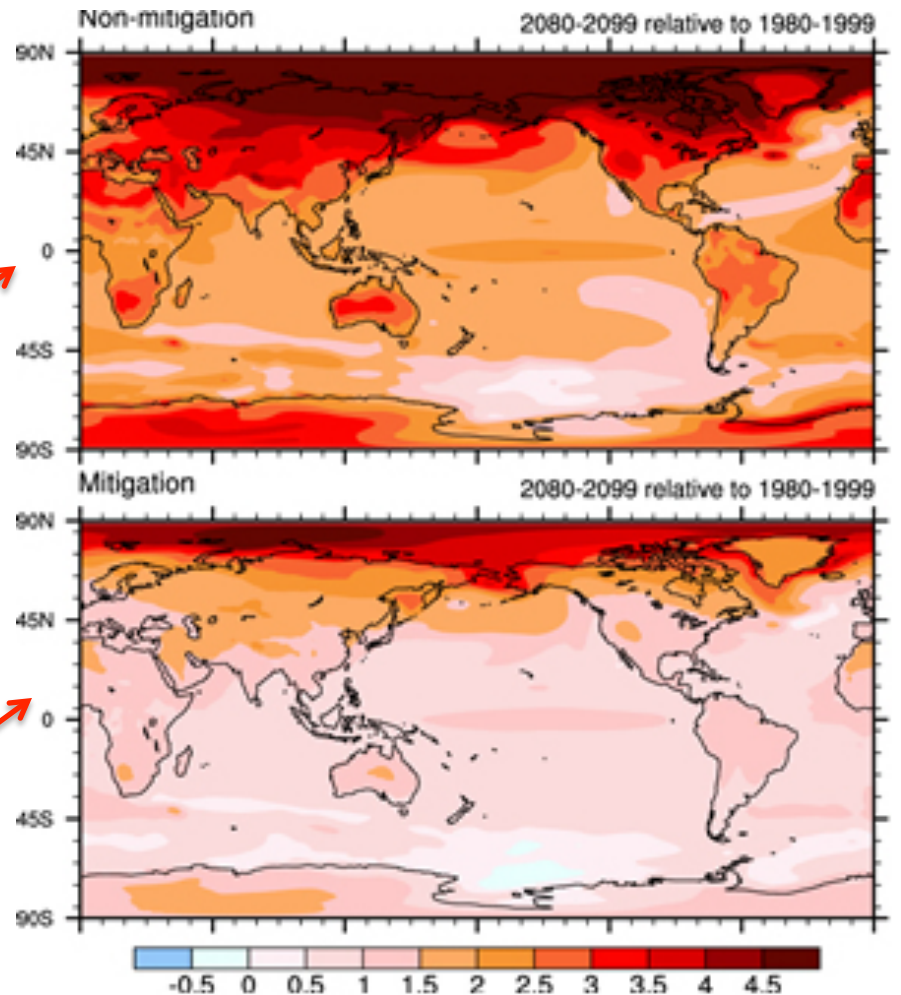 Non-mitigation 2080-2099 relative to 1980-1999
90N
45N
0
45S
90S
Mitigation 2080-2099 relative to 1980-1999
90N
45N
0
45S
90S
-0.5 0 0.5 1 1.5 2 2.5 3 3.5 4 4.5